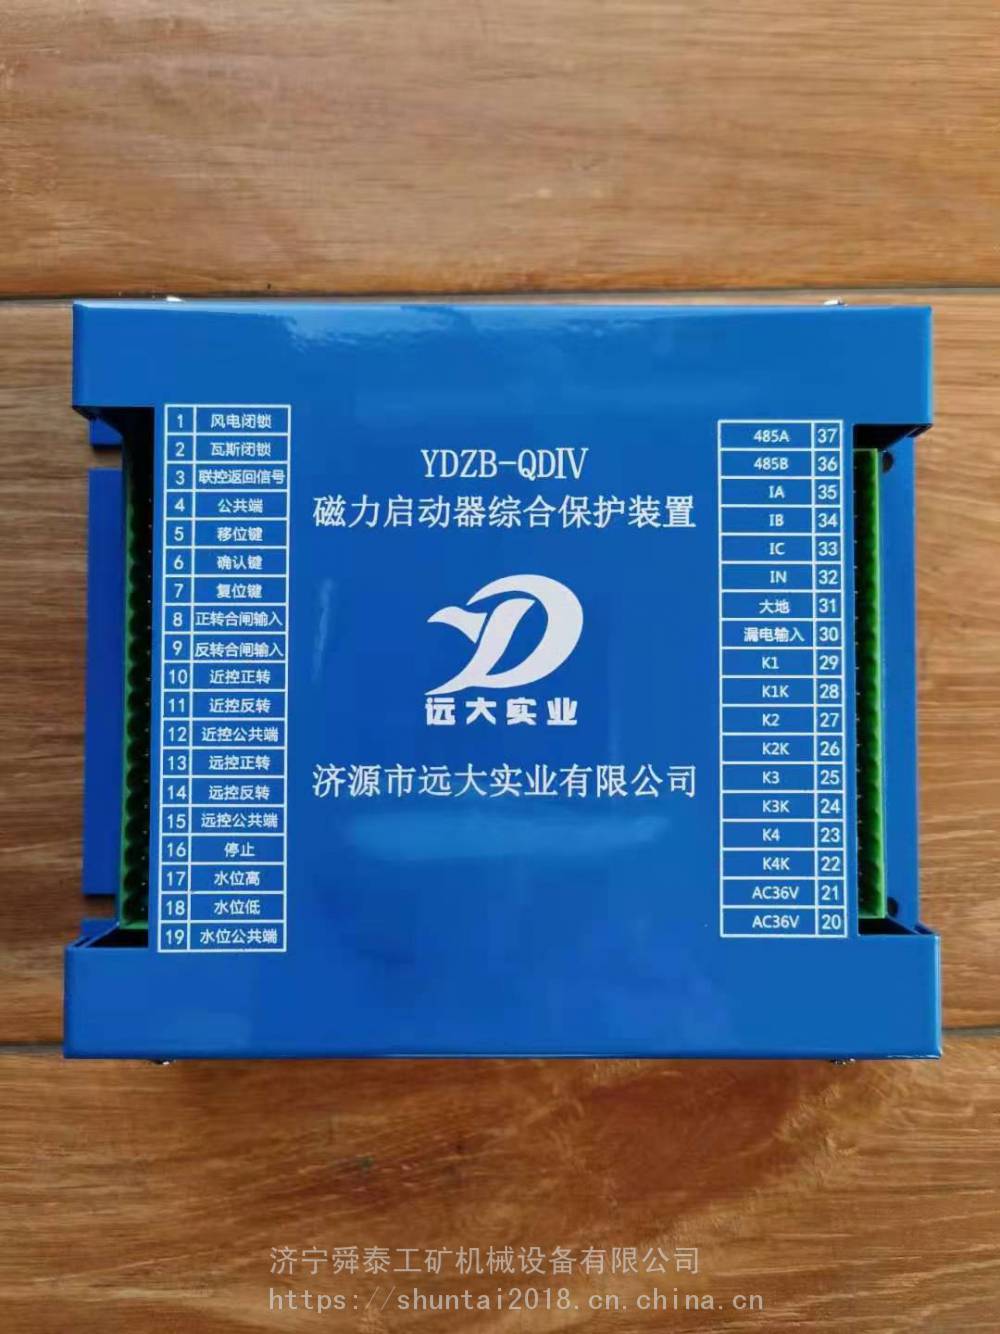 1 风电闭锁
2 瓦斯闭锁
3 联控返回信号
4 公共端
5 移位键
6 确认键
7 复位键
8 正转合闸输入
9 反转合闸输入
10 近控正转
11 近控反转
12 近控公共端
13 远控正转
14 远控反转
15 远控公共端
16 停止
17 水位高
18 水位低
19 水位公共端
YDZB-QDⅣ
磁力启动器综合保护装置
YD
远大实业
济源市远大实业有限公司
485A 37
485B 36
IA 35
IB 34
IC 33
IN 32
大地 31
漏电输入 30
K1 29
K1K 28
K2 27
K2K 26
K3 25
K3K 24
K4 23
K4K 22
AC36V 21
AC36V 20
济宁舜泰工矿机械设备有限公司
https://shuntai2018.cn.china.cn